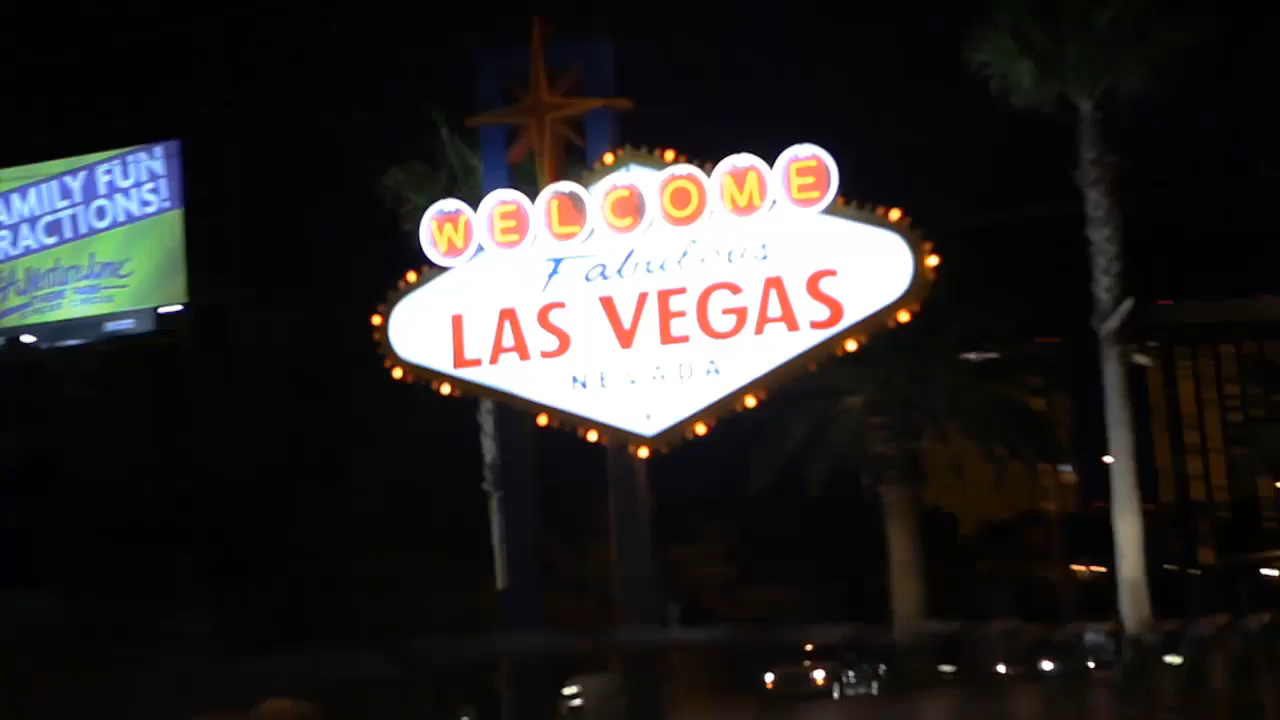 AMILY FUN
RACTIONS!
WELCOME
Fabulous
LAS VEGAS
NEVADA